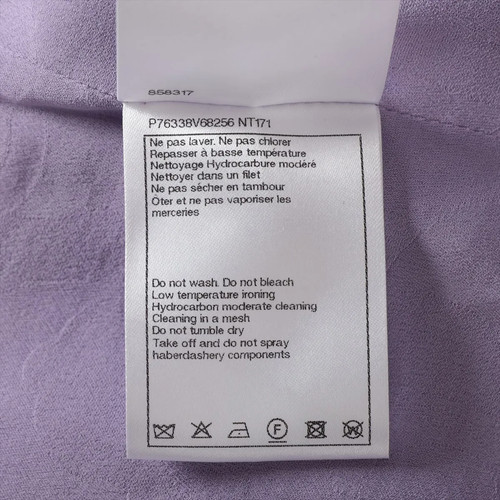 858317
P76338V68256 NT171
Ne pas laver. Ne pas chlorer
Repasser à basse température
Nettoyage Hydrocarbure modéré
Nettoyer dans un filet
Ne pas sécher en tambour
Ôter et ne pas vaporiser les
merceries
Do not wash. Do not bleach
Low temperature ironing
Hydrocarbon moderate cleaning
Cleaning in a mesh
Do not tumble dry
Take off and do not spray
haberdashery components
F W